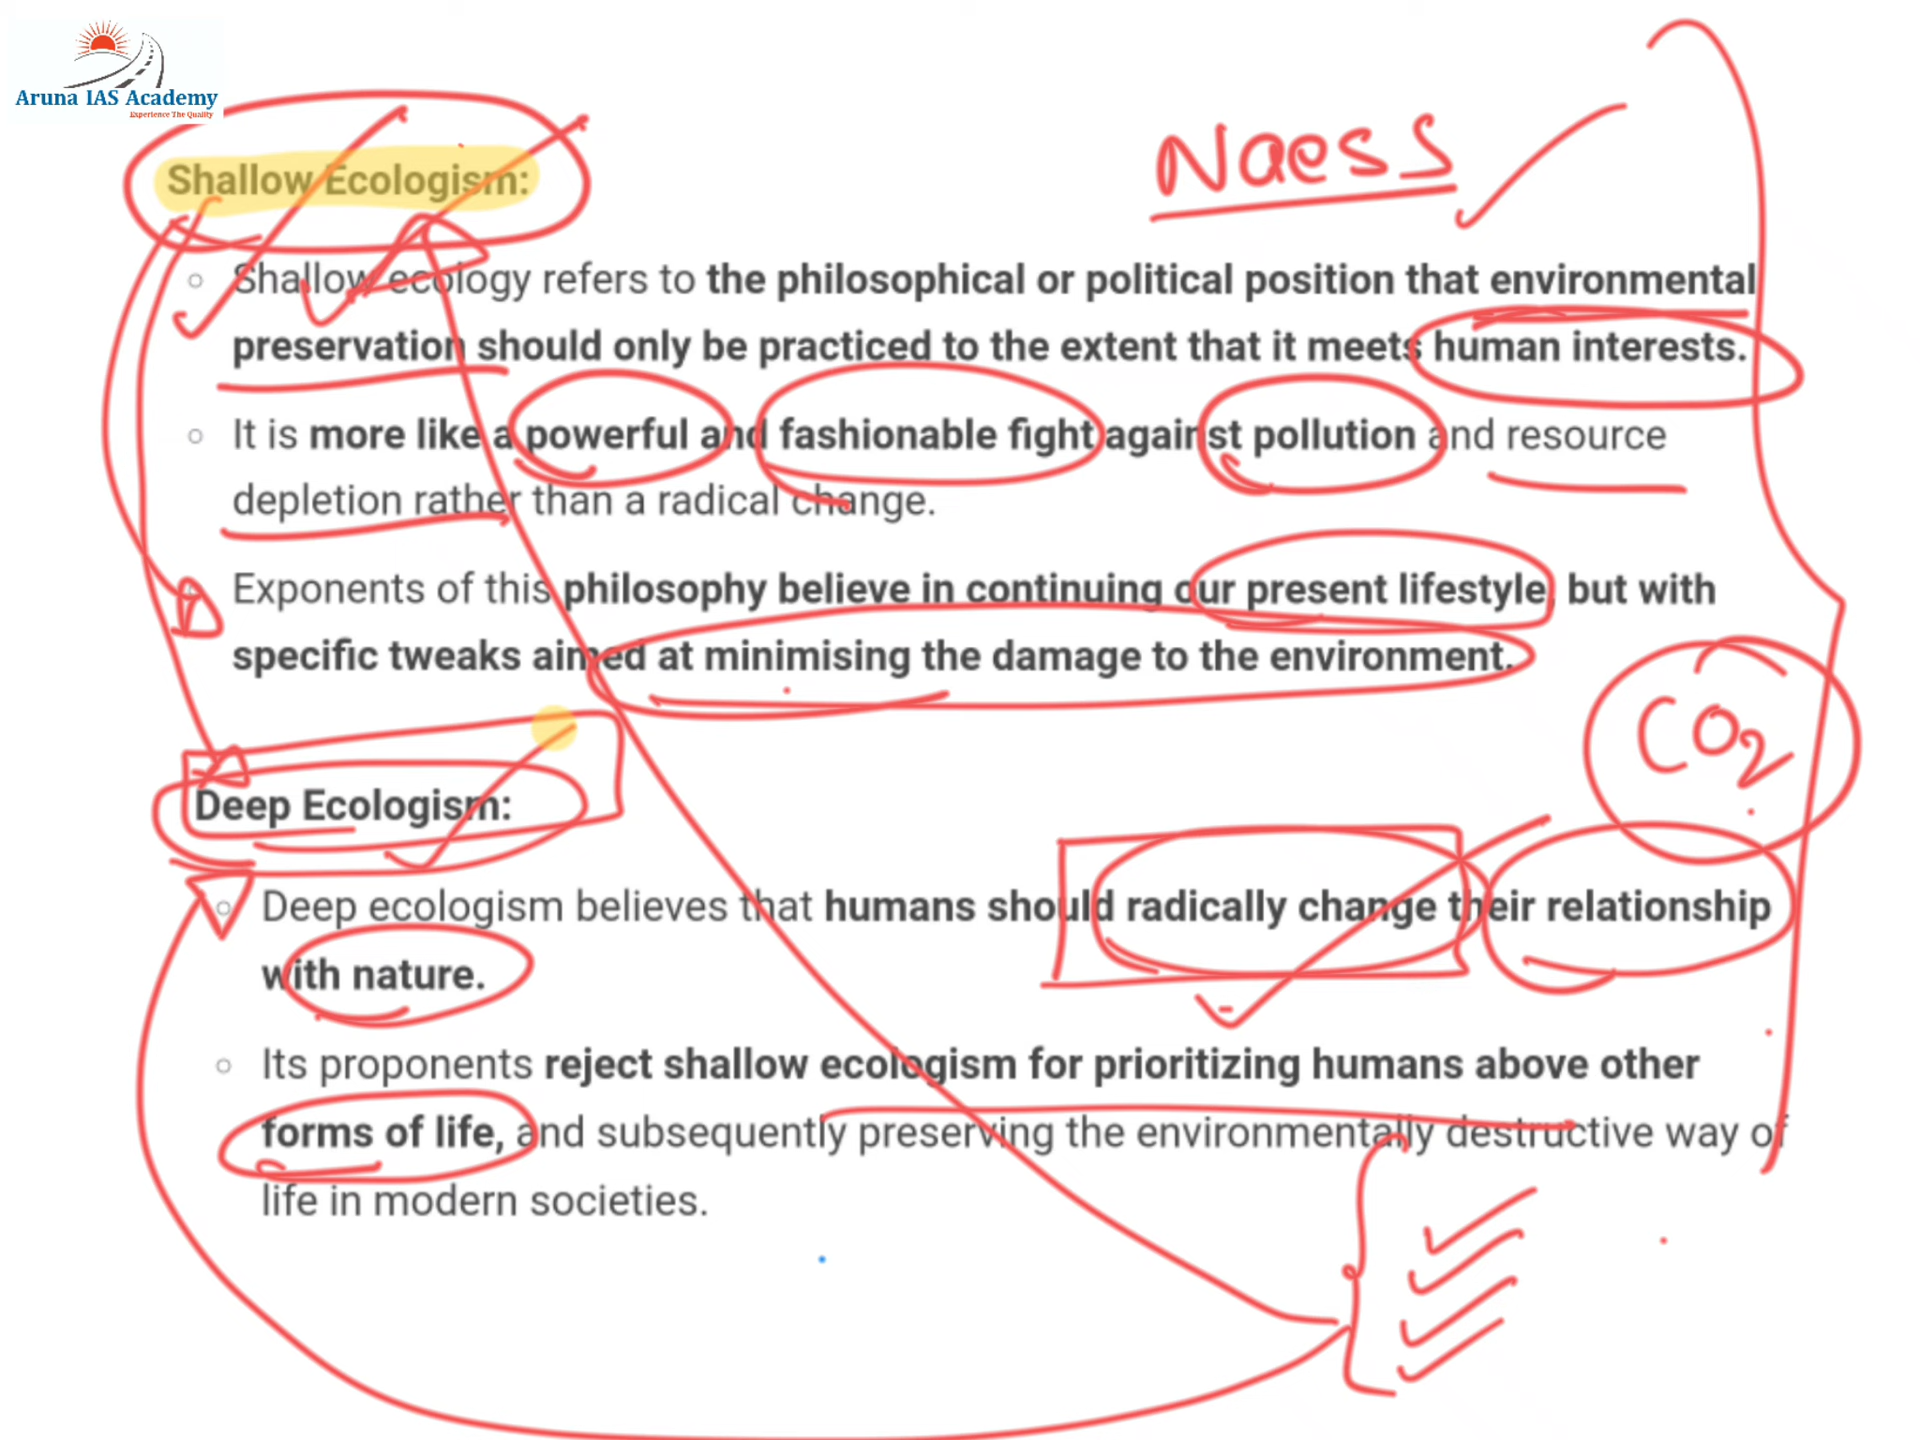 Aruna IAS Academy
Experience The Quality
Naess
Shallow Ecologism:
Shallow ecology refers to the philosophical or political position that environmental
preservation should only be practiced to the extent that it meets human interests.
It is more like a powerful and fashionable fight against pollution and resource
depletion rather than a radical change.
Exponents of this philosophy believe in continuing our present lifestyle, but with
specific tweaks aimed at minimising the damage to the environment.
CO2
Deep Ecologism:
Deep ecologism believes that humans should radically change their relationship
with nature.
Its proponents reject shallow ecologism for prioritizing humans above other
forms of life, and subsequently preserving the environmentally destructive way of
life in modern societies.